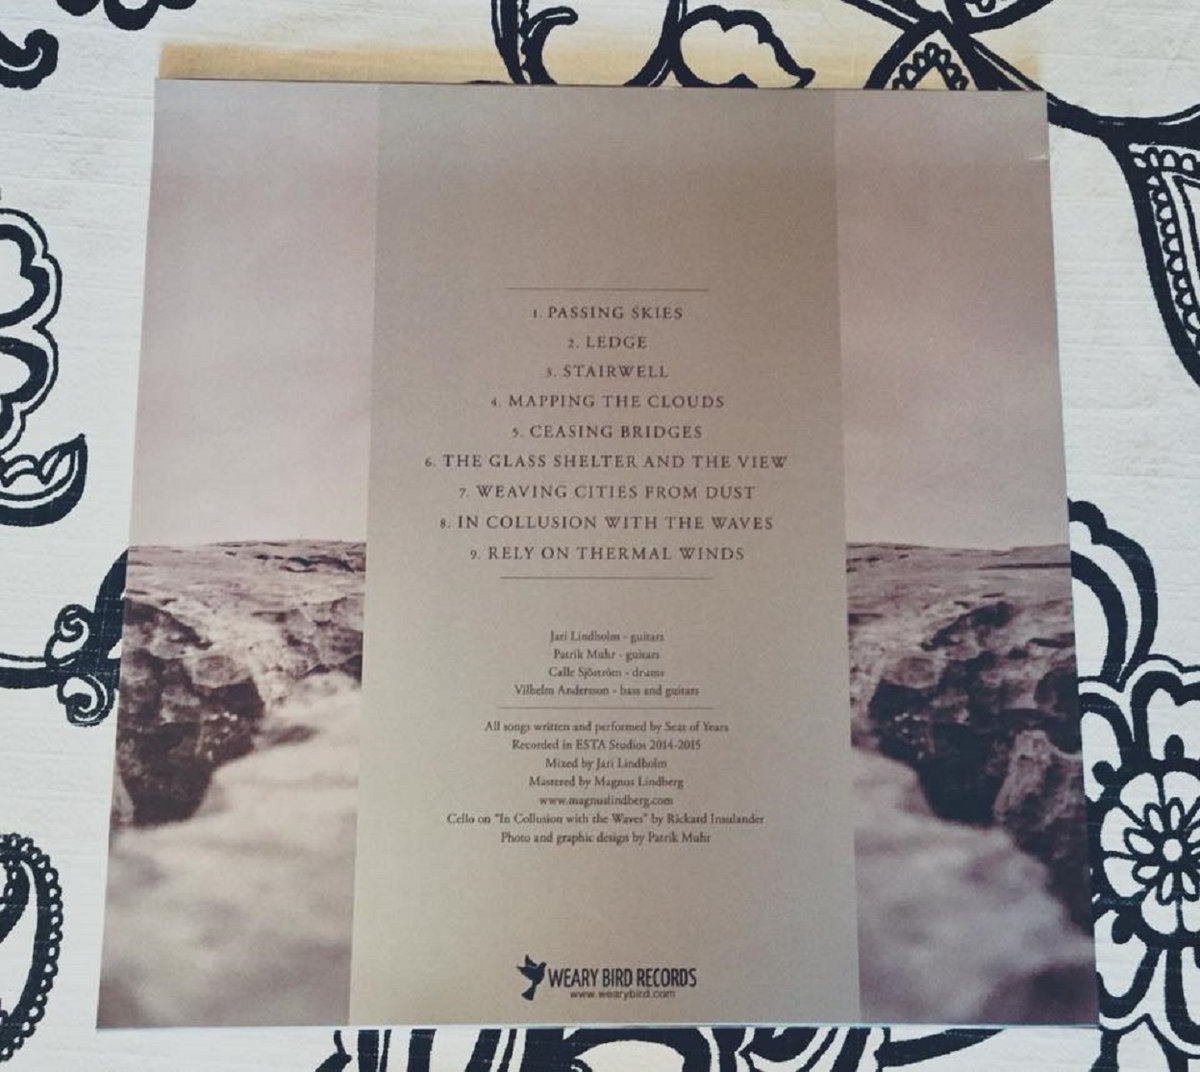 1. PASSING SKIES
2. LEDGE
3. STAIRWELL
4. MAPPING THE CLOUDS
5. CEASING BRIDGES
6. THE GLASS SHELTER AND THE VIEW
7. WEAVING CITIES FROM DUST
8. IN COLLUSION WITH THE WAVES
9. RELY ON THERMAL WINDS
Jari Lindholm - guitars
Patrik Muhr - guitars
Calle Sjöström - drums
Vilhelm Andersson - bass and guitars
All songs written and performed by Seas of Years
Recorded in ESTA Studios 2014-2015
Mixed by Jari Lindholm
Mastered by Magnus Lindberg
www.magnuslindberg.com
Cello on "In Collusion with the Waves" by Rickard Insulander
Photo and graphic design by Patrik Muhr
WEARY BIRD RECORDS
www.wearybird.com